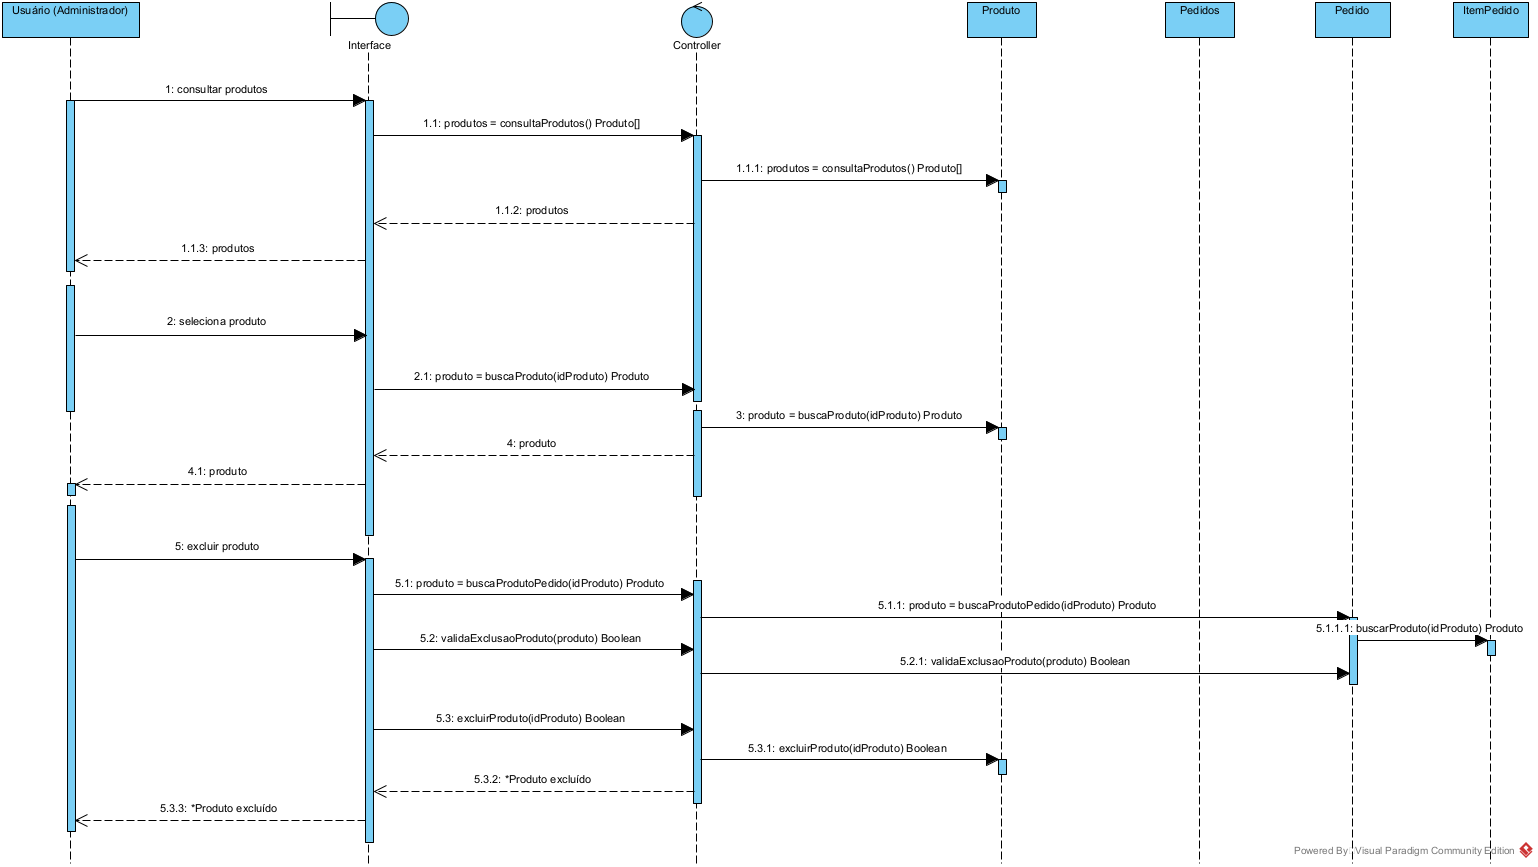 Usuário (Administrador)
Interface
Controller
Produto
Pedidos
Pedido
ItemPedido
1: consultar produtos
1.1: produtos = consultaProdutos() Produto[]
1.1.1: produtos = consultaProdutos() Produto[]
1.1.2: produtos
1.1.3: produtos
2: seleciona produto
2.1: produto = buscaProduto(idProduto) Produto
3: produto = buscaProduto(idProduto) Produto
4: produto
4.1: produto
5: excluir produto
5.1: produto = buscaProdutoPedido(idProduto) Produto
5.1.1: produto = buscaProdutoPedido(idProduto) Produto
5.1.1.1: buscarProduto(idProduto) Produto
5.2: validaExclusaoProduto(produto) Boolean
5.2.1: validaExclusaoProduto(produto) Boolean
5.3: excluirProduto(idProduto) Boolean
5.3.1: excluirProduto(idProduto) Boolean
5.3.2: *Produto excluído
5.3.3: *Produto excluído
Powered By Visual Paradigm Community Edition